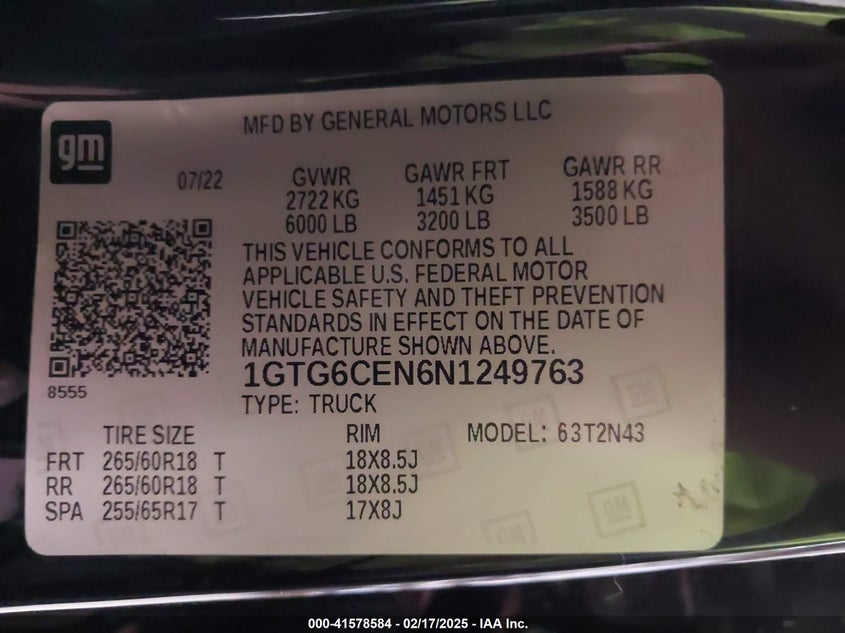 MFD BY GENERAL MOTORS LLC
gm
07/22 GVWR GAWR FRT GAWR RR
2722 KG 1451 KG 1588 KG
6000 LB 3200 LB 3500 LB
THIS VEHICLE CONFORMS TO ALL
APPLICABLE U.S. FEDERAL MOTOR
VEHICLE SAFETY AND THEFT PREVENTION
STANDARDS IN EFFECT ON THE DATE OF
MANUFACTURE SHOWN ABOVE.
1GTG6CEN6N1249763
8555
TYPE: TRUCK
TIRE SIZE RIM MODEL: 63T2N43
FRT 265/60R18 T 18X8.5J
RR 265/60R18 T 18X8.5J
SPA 255/65R17 T 17X8J
GM
GM
GM
000-41578584 - 02/17/2025 - IAA Inc.